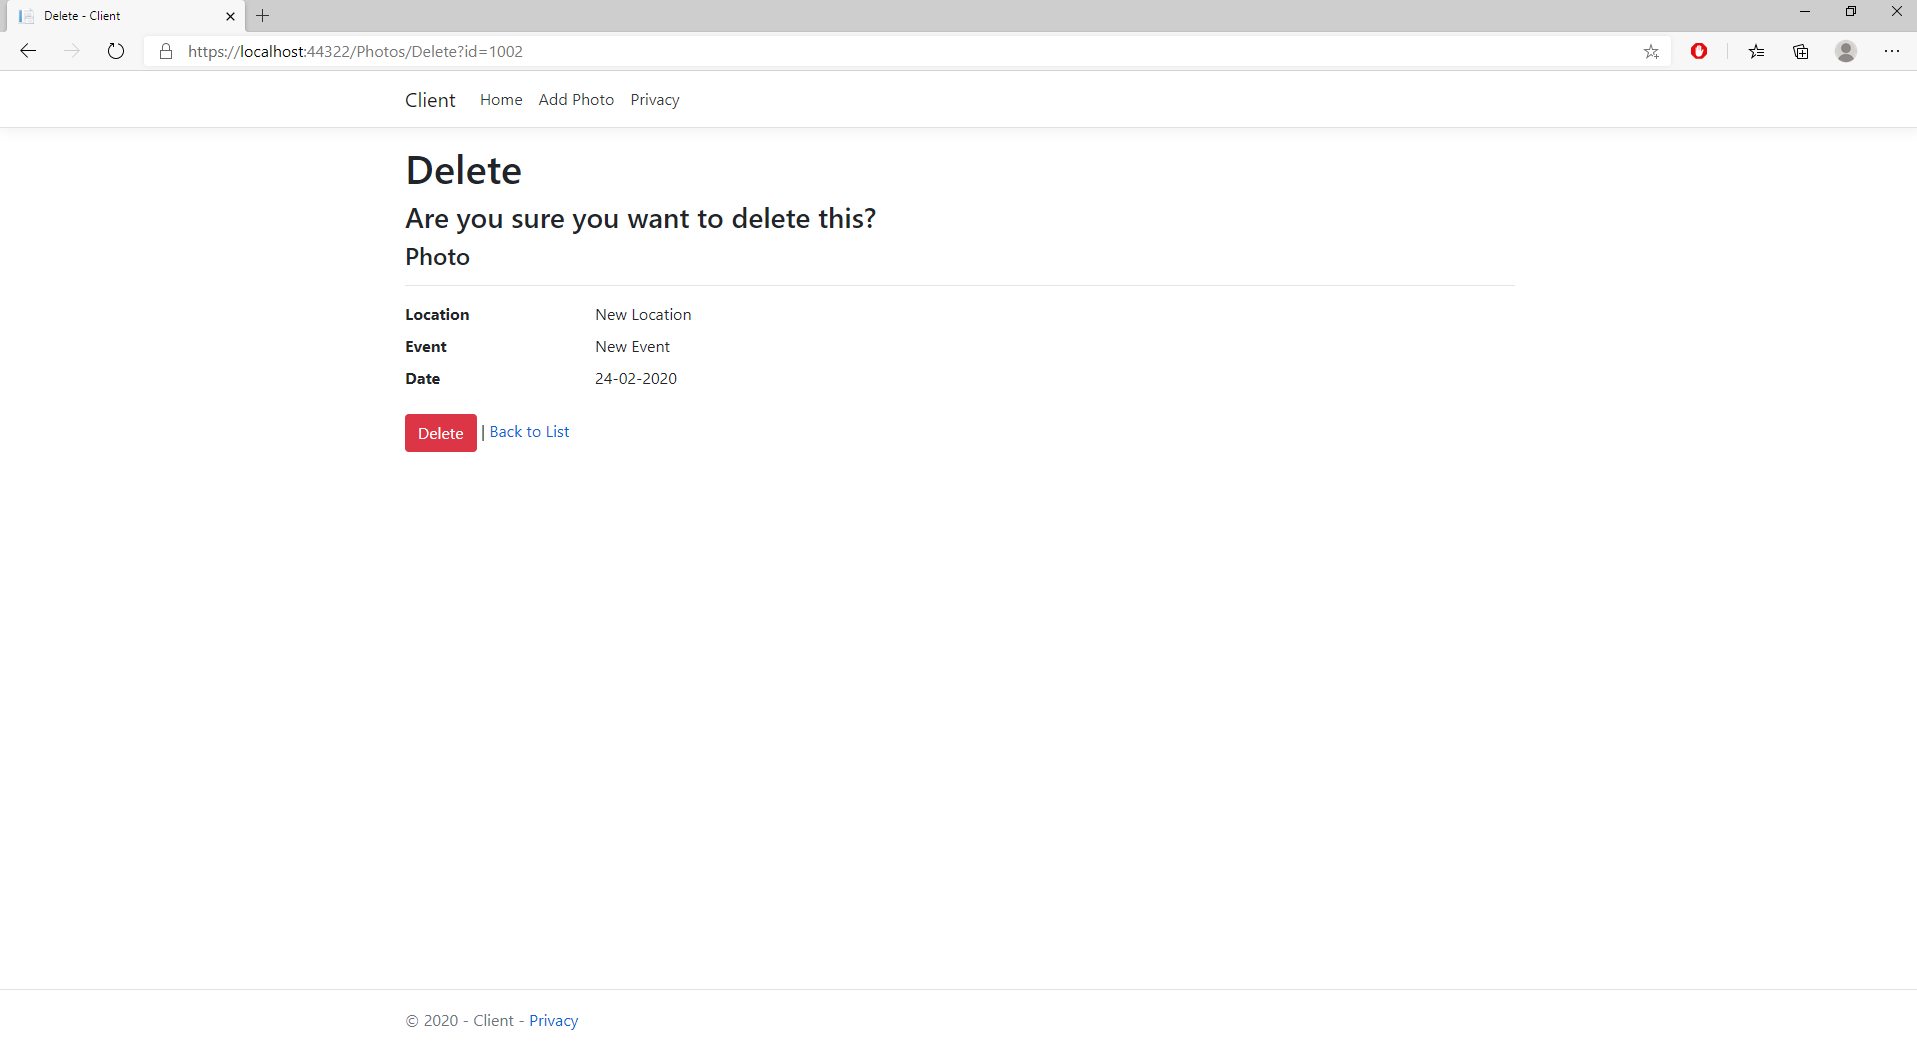 Delete - Client
https://localhost:44322/Photos/Delete?id=1002
Client Home Add Photo Privacy
Delete
Are you sure you want to delete this?
Photo
Location New Location
Event New Event
Date 24-02-2020
Delete | Back to List
© 2020 - Client - Privacy